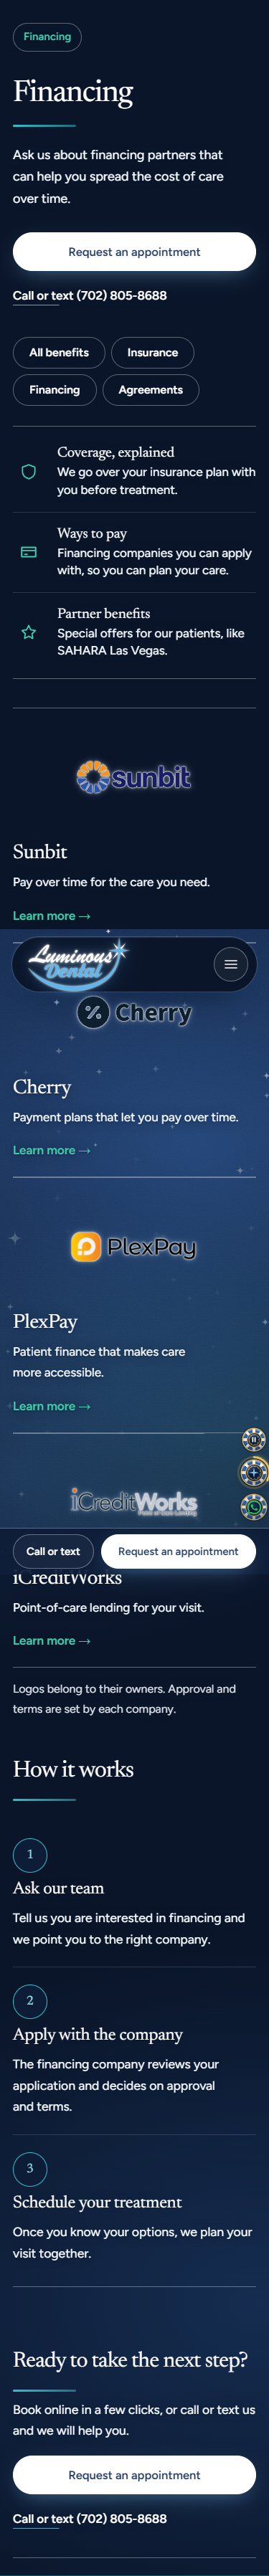 Financing
Financing
Ask us about financing partners that
can help you spread the cost of care
over time.
Request an appointment
Call or text (702) 805-8688
All benefits
Insurance
Financing
Agreements
Coverage, explained
We go over your insurance plan with
you before treatment.
Ways to pay
Financing companies you can apply
with, so you can plan your care.
Partner benefits
Special offers for our patients, like
SAHARA Las Vegas.
sunbit
Sunbit
Pay over time for the care you need.
Learn more →
Luminous
Dental
Cherry
Cherry
Payment plans that let you pay over time.
Learn more →
PlexPay
PlexPay
Patient finance that makes care
more accessible.
Learn more →
iCreditWorks
Point of Care Lending
Call or text
Request an appointment
iCreditWorks
Point-of-care lending for your visit.
Learn more →
Logos belong to their owners. Approval and
terms are set by each company.
How it works
1
Ask our team
Tell us you are interested in financing and
we point you to the right company.
2
Apply with the company
The financing company reviews your
application and decides on approval
and terms.
3
Schedule your treatment
Once you know your options, we plan your
visit together.
Ready to take the next step?
Book online in a few clicks, or call or text us
and we will help you.
Request an appointment
Call or text (702) 805-8688